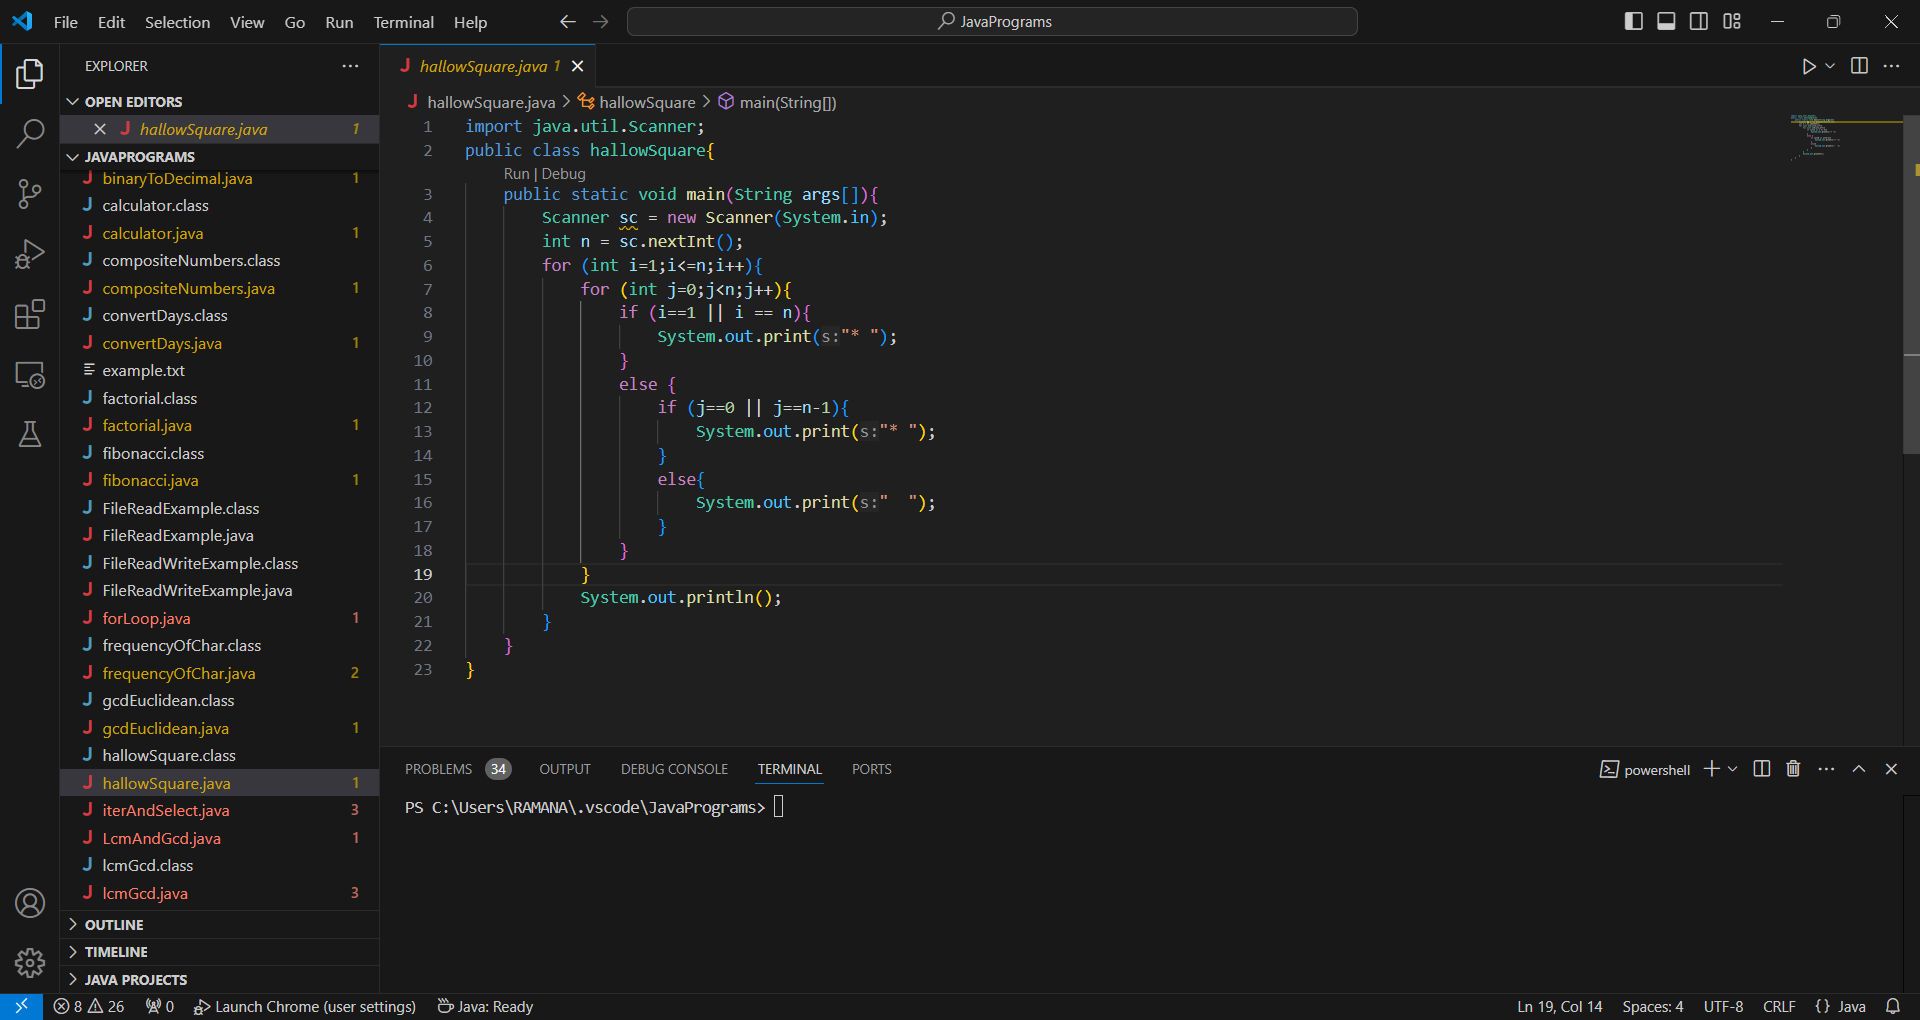 File Edit Selection View Go Run Terminal Help
JavaPrograms
EXPLORER
OPEN EDITORS
hallowSquare.java 1
JAVAPROGRAMS
binaryToDecimal.java 1
calculator.class
calculator.java 1
compositeNumbers.class
compositeNumbers.java 1
convertDays.class
convertDays.java 1
example.txt
factorial.class
factorial.java 1
fibonacci.class
fibonacci.java 1
FileReadExample.class
FileReadExample.java
FileReadWriteExample.class
FileReadWriteExample.java
forLoop.java 1
frequencyOfChar.class
frequencyOfChar.java 2
gcdEuclidean.class
gcdEuclidean.java 1
hallowSquare.class
hallowSquare.java 1
iterAndSelect.java 3
LcmAndGcd.java 1
lcmGcd.class
lcmGcd.java 3
OUTLINE
TIMELINE
JAVA PROJECTS
hallowSquare.java 1
hallowSquare.java > hallowSquare > main(String[])
1 import java.util.Scanner;
2 public class hallowSquare{
Run | Debug
3 public static void main(String args[]){
4 Scanner sc = new Scanner(System.in);
5 int n = sc.nextInt();
6 for (int i=1;i<=n;i++){
7 for (int j=0;j<n;j++){
8 if (i==1 || i == n){
9 System.out.print(s:"* ");
10 }
11 else {
12 if (j==0 || j==n-1){
13 System.out.print(s:"* ");
14 }
15 else{
16 System.out.print(s:"  ");
17 }
18 }
19 }
20 System.out.println();
21 }
22 }
23 }
PROBLEMS 34 OUTPUT DEBUG CONSOLE TERMINAL PORTS
powershell
PS C:\Users\RAMANA\.vscode\JavaPrograms>
8 26 0 Launch Chrome (user settings) Java: Ready
Ln 19, Col 14 Spaces: 4 UTF-8 CRLF {} Java